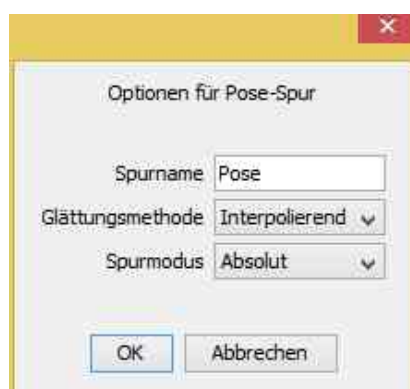 Optionen für Pose-Spur
Spurname Pose
Glättungsmethode Interpolierend
Spurmodus Absolut
OK Abbrechen